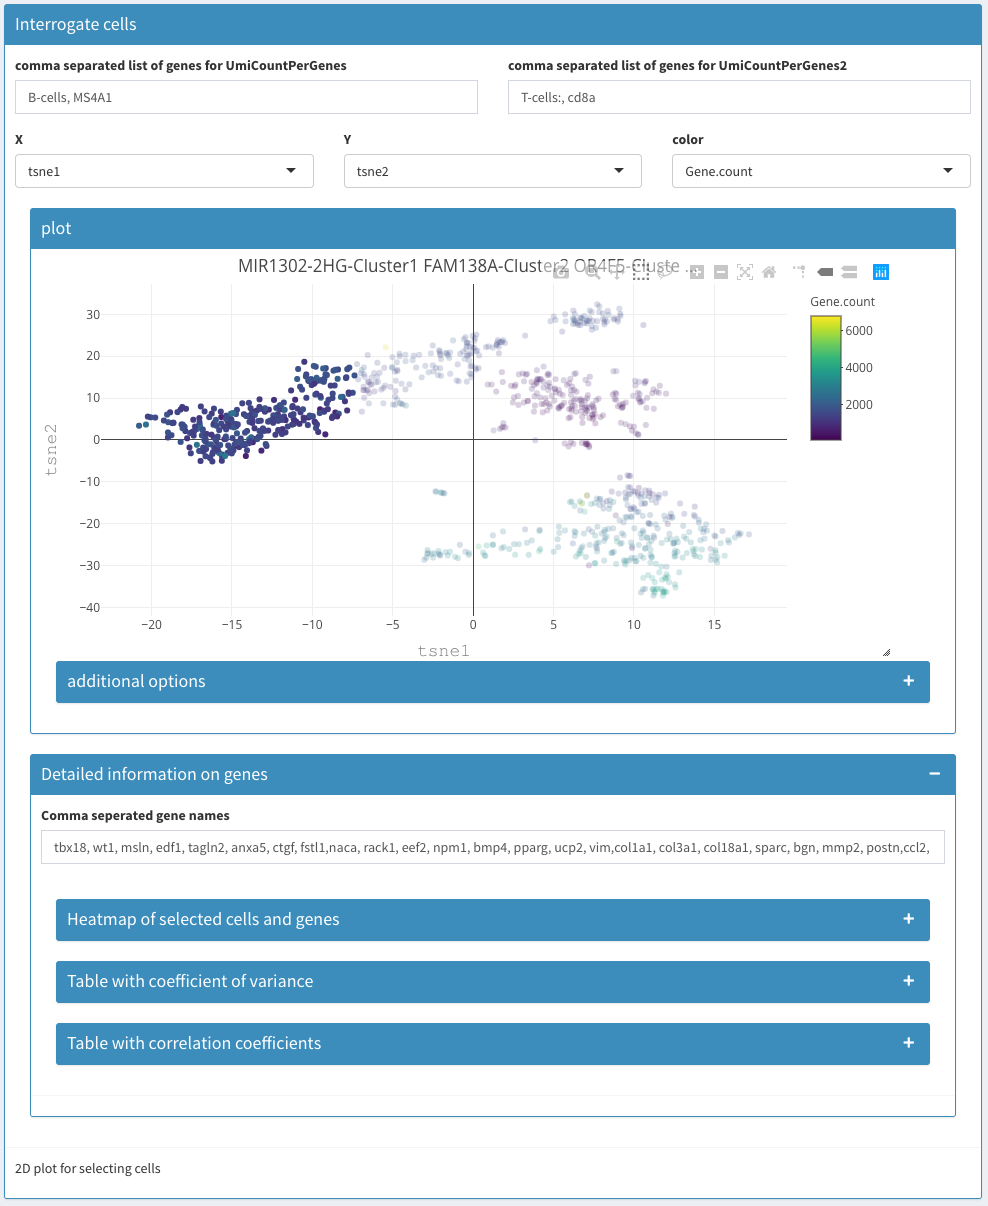 Interrogate cells
comma separated list of genes for UmiCountPerGenes
comma separated list of genes for UmiCountPerGenes2
B-cells, MS4A1
T-cells:, cd8a
X
Y
color
tsne1
tsne2
Gene.count
plot
MIR1302-2HG-Cluster1 FAM138A-Cluster2 OR4F5-Cluste ...
Gene.count
6000
4000
2000
30
20
10
0
−10
−20
−30
−40
tsne2
−20
−15
−10
−5
0
5
10
15
tsne1
additional options
+
Detailed information on genes
−
Comma seperated gene names
tbx18, wt1, msln, edf1, tagln2, anxa5, ctgf, fstl1,naca, rack1, eef2, npm1, bmp4, pparg, ucp2, vim,col1a1, col3a1, col18a1, sparc, bgn, mmp2, postn,ccl2,
Heatmap of selected cells and genes
+
Table with coefficient of variance
+
Table with correlation coefficients
+
2D plot for selecting cells